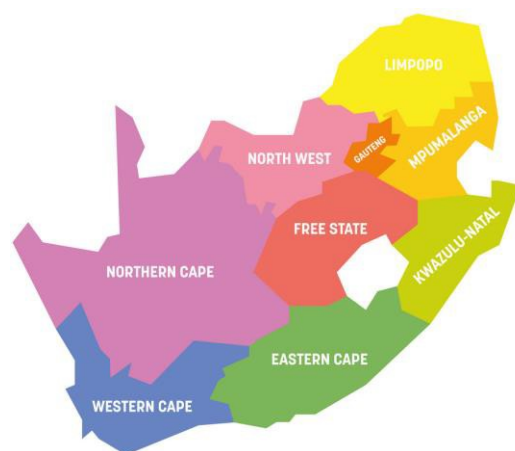 LIMPOPO
MPUMALANGA
GAUTENG
NORTH WEST
KWAZULU-NATAL
FREE STATE
NORTHERN CAPE
EASTERN CAPE
WESTERN CAPE